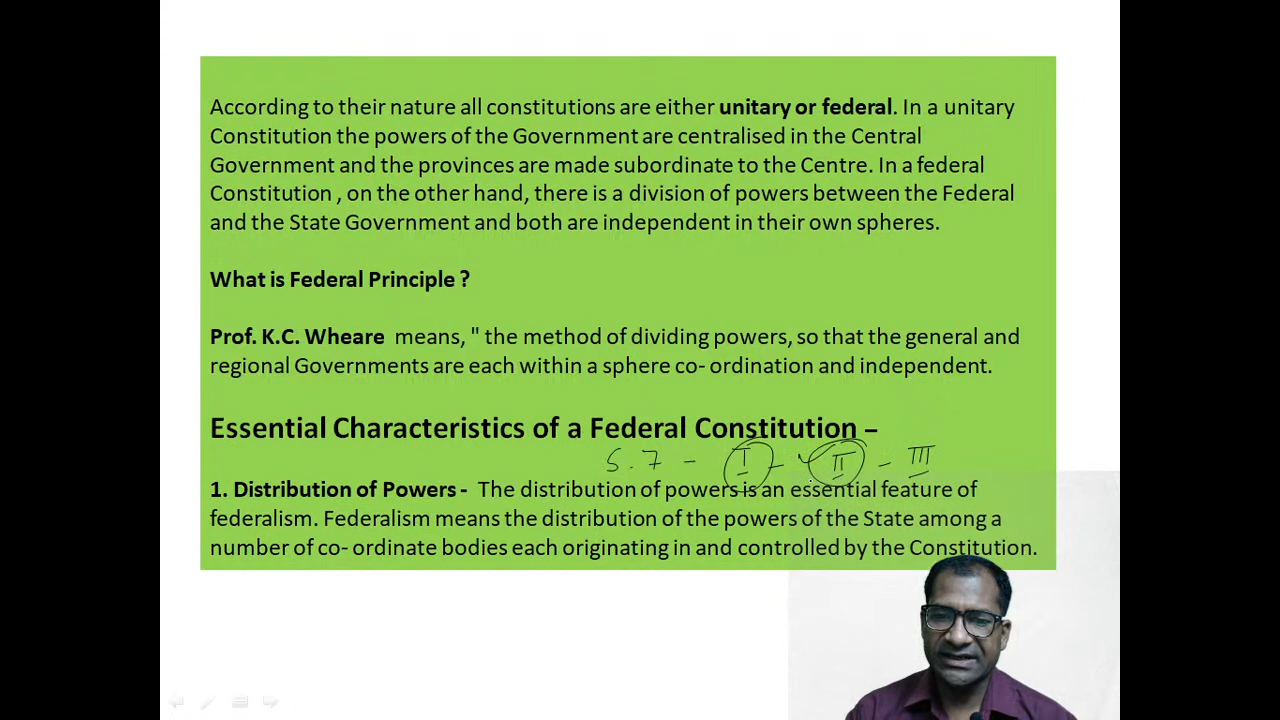 According to their nature all constitutions are either unitary or federal. In a unitary
Constitution the powers of the Government are centralised in the Central
Government and the provinces are made subordinate to the Centre. In a federal
Constitution , on the other hand, there is a division of powers between the Federal
and the State Government and both are independent in their own spheres.
What is Federal Principle ?
Prof. K.C. Wheare means, " the method of dividing powers, so that the general and
regional Governments are each within a sphere co- ordination and independent.
Essential Characteristics of a Federal Constitution –
S.7 - I - II - III
1. Distribution of Powers - The distribution of powers is an essential feature of
federalism. Federalism means the distribution of the powers of the State among a
number of co- ordinate bodies each originating in and controlled by the Constitution.